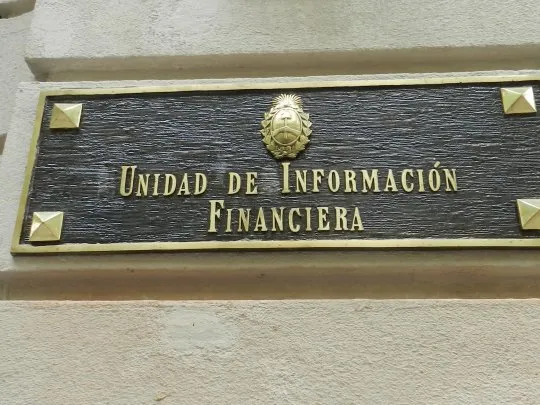 UNIDAD DE INFORMACIÓN
FINANCIERA